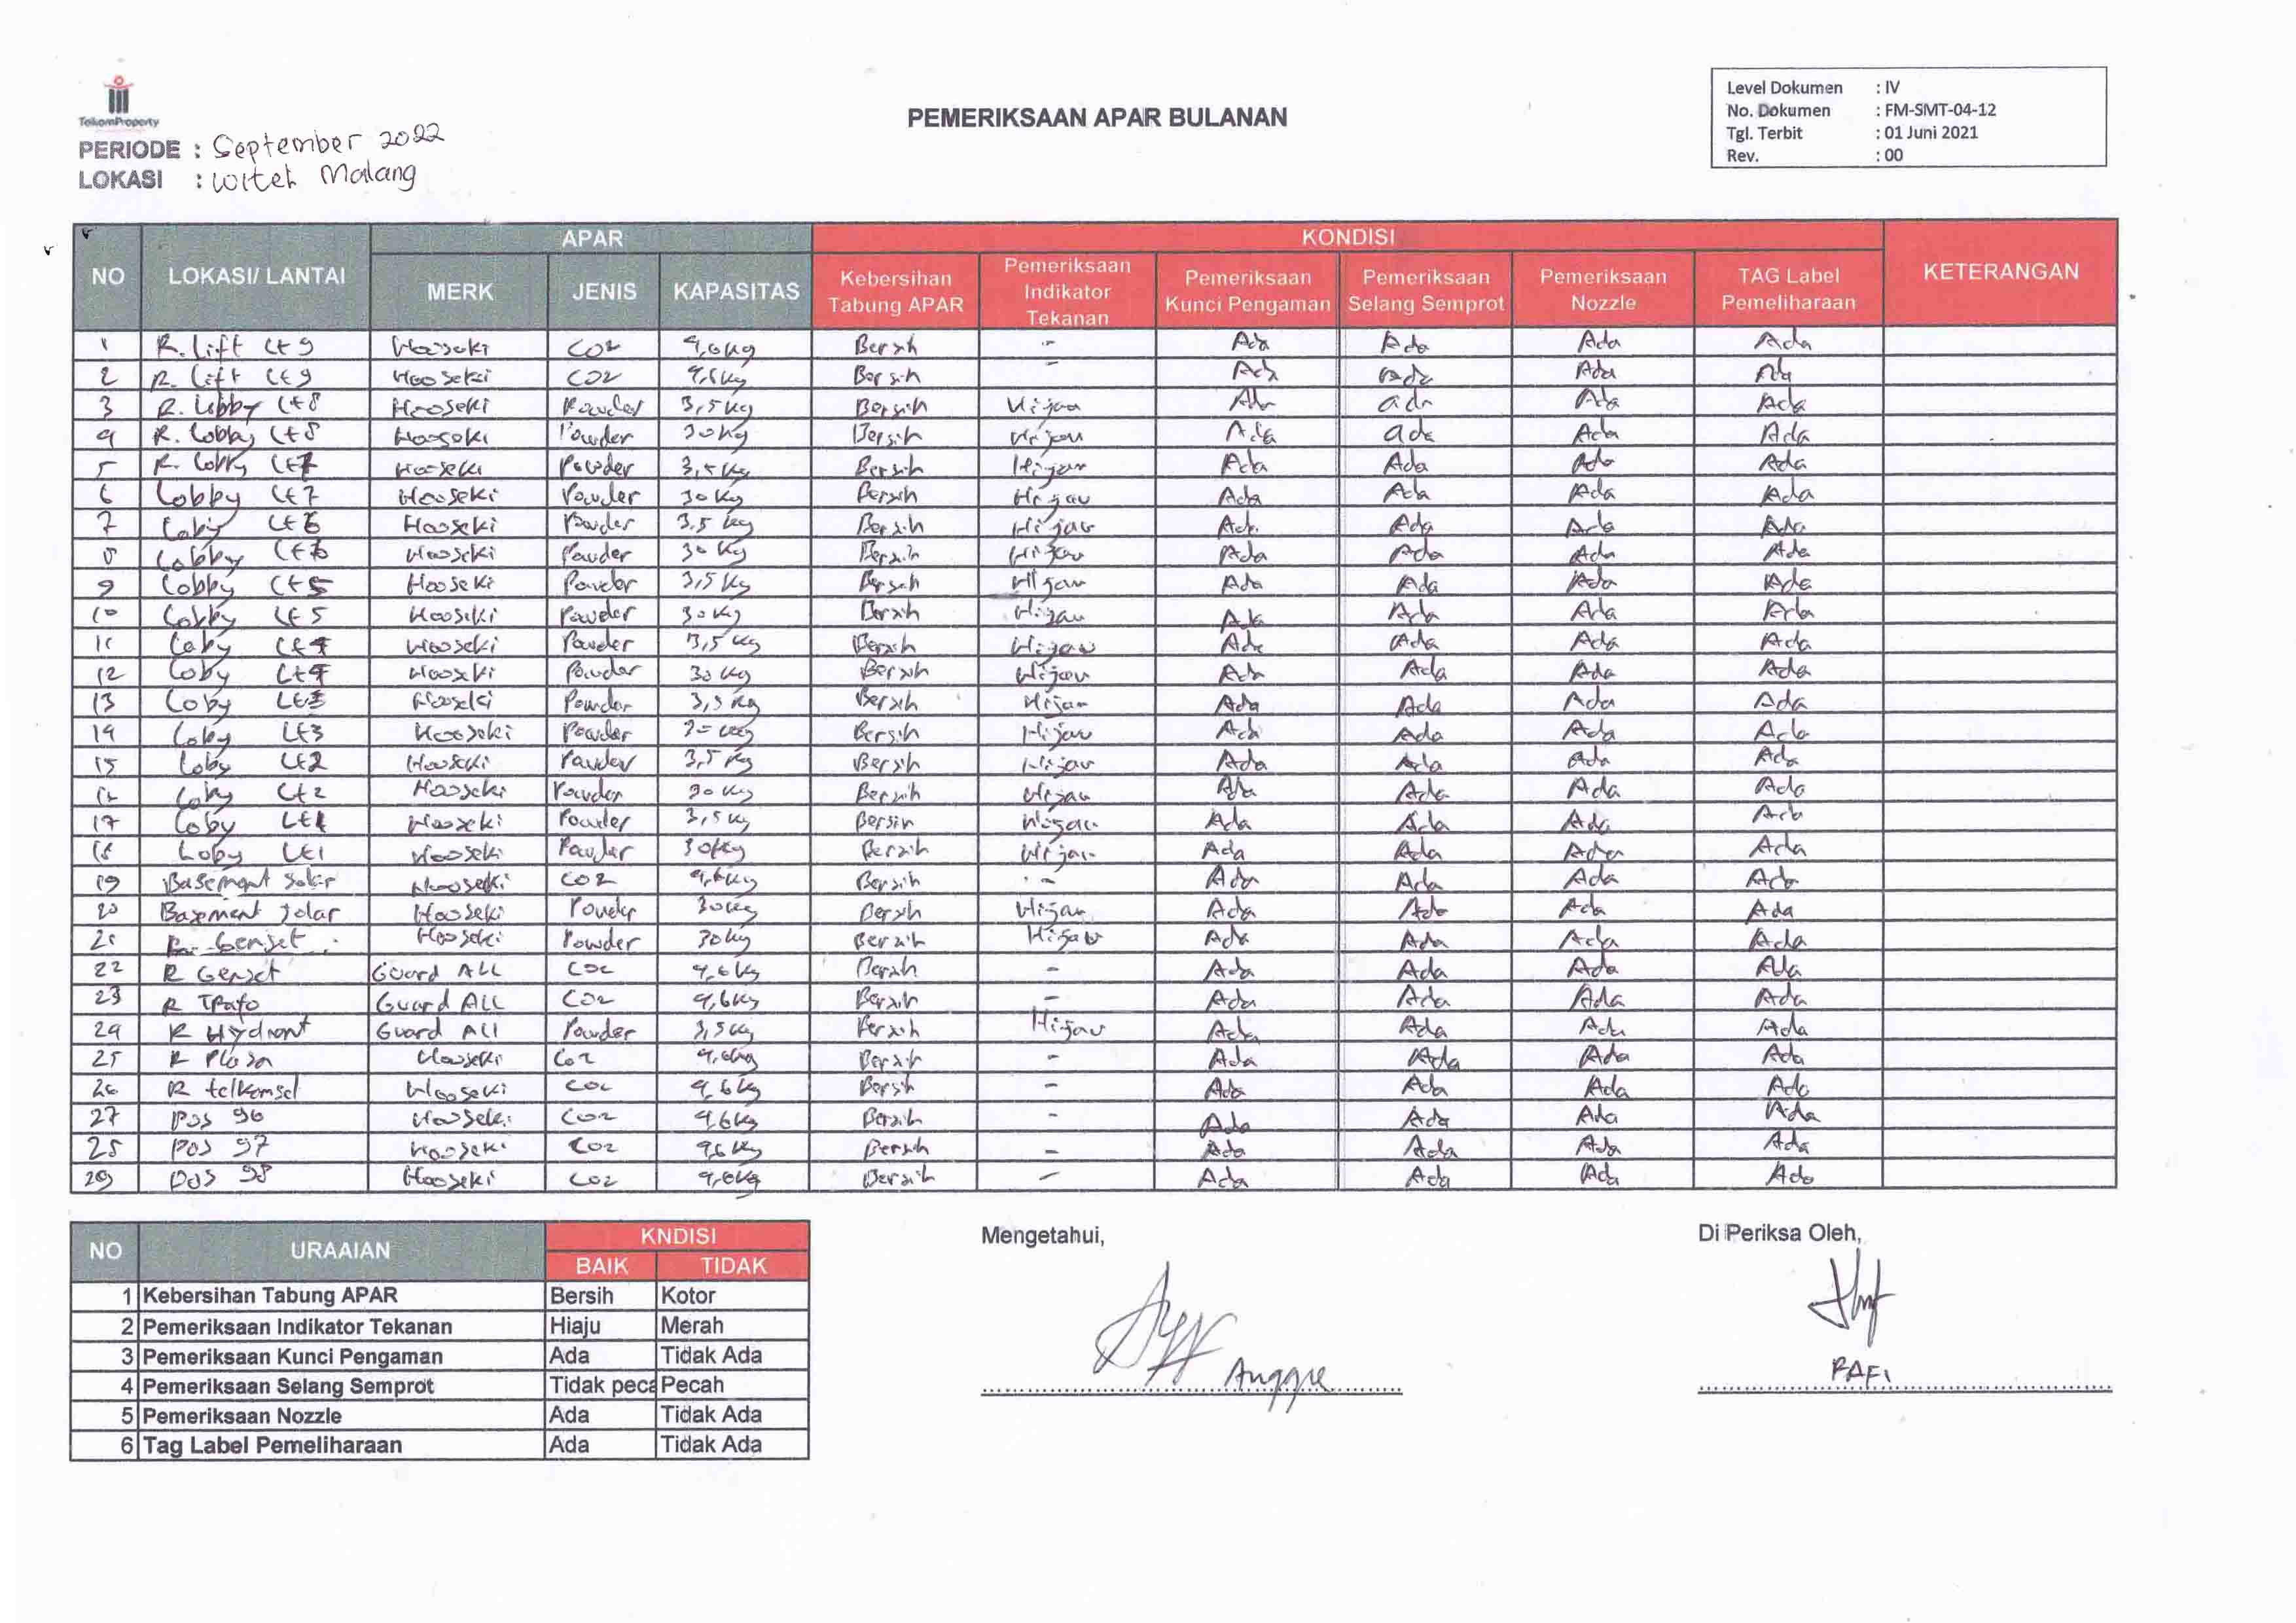 TelkomProperty
PERIODE : September 2022
LOKASI : Witel Malang
PEMERIKSAAN APAR BULANAN
Level Dokumen : IV
No. Dokumen : FM-SMT-04-12
Tgl. Terbit : 01 Juni 2021
Rev. : 00
NO LOKASI/ LANTAI APAR KONDISI KETERANGAN
MERK JENIS KAPASITAS Kebersihan Tabung APAR Pemeriksaan Indikator Tekanan Pemeriksaan Kunci Pengaman Pemeriksaan Selang Semprot Pemeriksaan Nozzle TAG Label Pemeliharaan
1 R. Lift Lt 9 Hooseki CO2 4,6 Kg Bersih - Ada Ada Ada Ada
2 R. Lift Lt 9 Hooseki CO2 4,6 Kg Bersih - Ada Ada Ada Ada
3 R. Lobby Lt 8 Hooseki Powder 3,5 Kg Bersih Hijau Ada ada Ada Ada
4 R. Lobby Lt 8 Hooseki Powder 30 Kg Bersih Hijau Ada ada Ada Ada
5 R. Lobby Lt 7 Hooseki Powder 3,5 Kg Bersih Hijau Ada Ada Ada Ada
6 Lobby Lt 7 Hooseki Powder 30 Kg Bersih Hijau Ada Ada Ada Ada
7 Loby Lt 6 Hooseki Powder 3,5 Kg Bersih Hijau Ada Ada Ada Ada
8 Lobby Lt 6 Hooseki Powder 30 Kg Bersih Hijau Ada Ada Ada Ada
9 Lobby Lt 5 Hooseki Powder 3,5 Kg Bersih Hijau Ada Ada Ada Ada
10 Lobby Lt 5 Hooseki Powder 30 Kg Bersih Hijau Ada Ada Ada Ada
11 Loby Lt 4 Hooseki Powder 3,5 Kg Bersih Hijau Ada Ada Ada Ada
12 Loby Lt 4 Hooseki Powder 30 Kg Bersih Hijau Ada Ada Ada Ada
13 Loby Lt 3 Hooseki Powder 3,5 Kg Bersih Hijau Ada Ada Ada Ada
14 Loby Lt 3 Hooseki Powder 30 Kg Bersih Hijau Ada Ada Ada Ada
15 Loby Lt 2 Hooseki Powder 3,5 Kg Bersih Hijau Ada Ada Ada Ada
16 Loby Lt 2 Hooseki Powder 30 Kg Bersih Hijau Ada Ada Ada Ada
17 Loby Lt 1 Hooseki Powder 3,5 Kg Bersih Hijau Ada Ada Ada Ada
18 Loby Lt 1 Hooseki Powder 30 Kg Bersih Hijau Ada Ada Ada Ada
19 Basement Solar Hooseki CO2 4,6 Kg Bersih - Ada Ada Ada Ada
20 Basement Solar Hooseki Powder 30 Kg Bersih Hijau Ada Ada Ada Ada
21 R. Genset Hooseki Powder 30 Kg Bersih Hijau Ada Ada Ada Ada
22 R Genset Guard ALL CO2 4,6 Kg Bersih - Ada Ada Ada Ada
23 R Trafo Guard ALL CO2 4,6 Kg Bersih - Ada Ada Ada Ada
24 R Hydrant Guard All Powder 3,5 Kg Bersih Hijau Ada Ada Ada Ada
25 R Plasa Hooseki CO2 4,6 Kg Bersih - Ada Ada Ada Ada
26 R telkomsel Hooseki CO2 4,6 Kg Bersih - Ada Ada Ada Ada
27 Pos 96 Hooseki CO2 4,6 Kg Bersih - Ada Ada Ada Ada
28 Pos 97 Hooseki CO2 4,6 Kg Bersih - Ada Ada Ada Ada
29 Pos 98 Hooseki CO2 4,6 Kg Bersih - Ada Ada Ada Ada
NO URAAIAN KNDISI
BAIK TIDAK
1 Kebersihan Tabung APAR Bersih Kotor
2 Pemeriksaan Indikator Tekanan Hiaju Merah
3 Pemeriksaan Kunci Pengaman Ada Tidak Ada
4 Pemeriksaan Selang Semprot Tidak peca Pecah
5 Pemeriksaan Nozzle Ada Tidak Ada
6 Tag Label Pemeliharaan Ada Tidak Ada
Mengetahui,
Anggre
Di Periksa Oleh,
RAFI